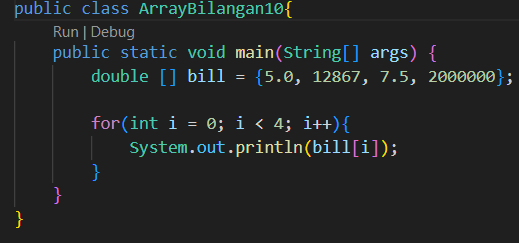 public class ArrayBilangan10{
Run | Debug
public static void main(String[] args) {
double [] bill = {5.0, 12867, 7.5, 2000000};
for(int i = 0; i < 4; i++){
System.out.println(bill[i]);
}
}
}